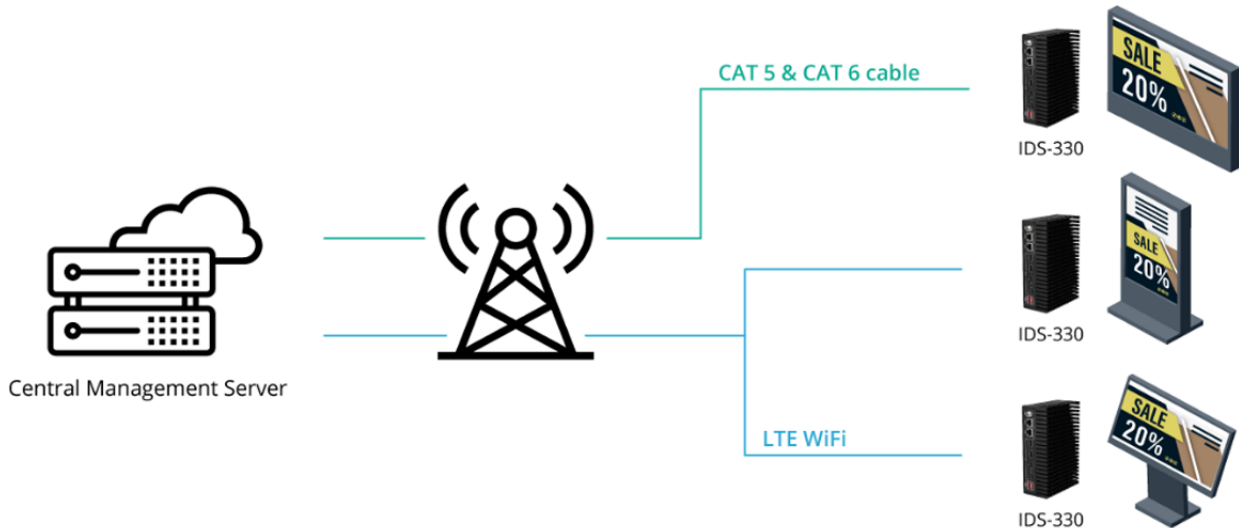 CAT 5 & CAT 6 cable
SALE
20%
IDS-330
Central Management Server
SALE
20%
IDS-330
LTE WiFi
SALE
20%
IDS-330